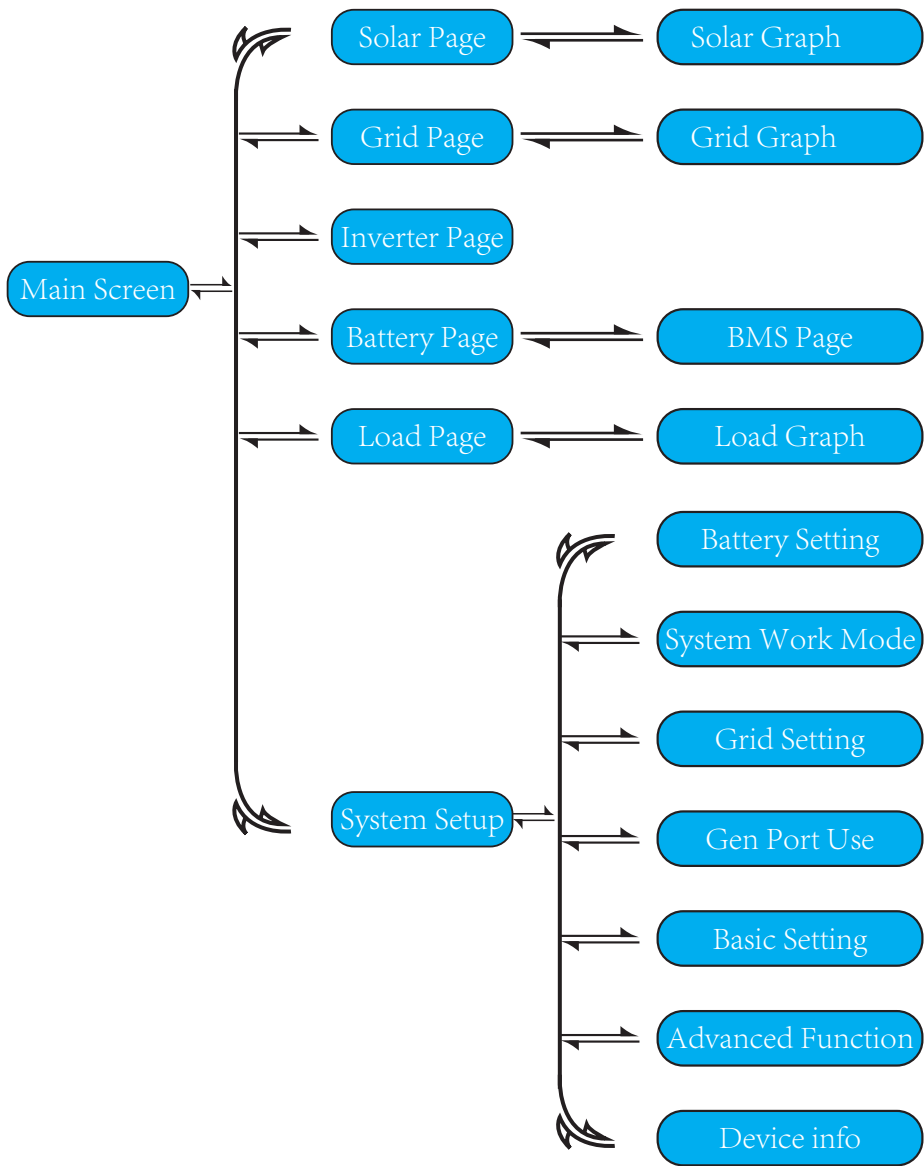 Solar Page
Solar Graph
Grid Page
Grid Graph
Inverter Page
Main Screen
Battery Page
BMS Page
Load Page
Load Graph
Battery Setting
System Work Mode
Grid Setting
System Setup
Gen Port Use
Basic Setting
Advanced Function
Device info